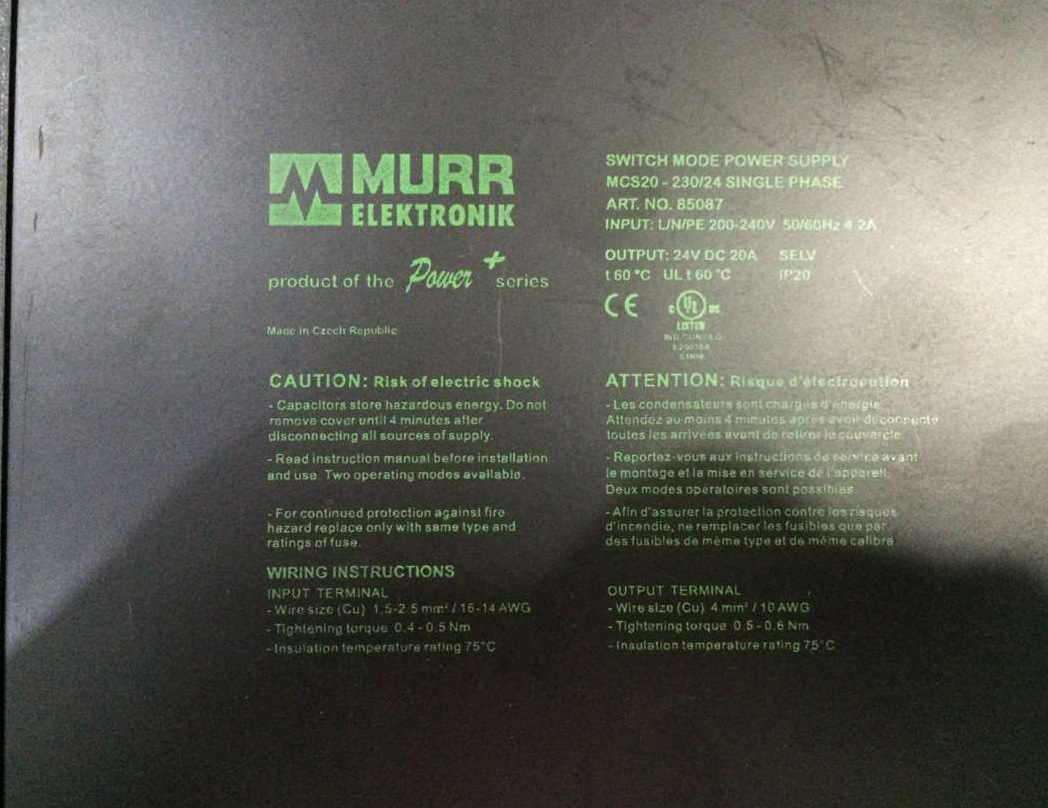 MURR
ELEKTRONIK
product of the Power+ series
Made in Czech Republic
CAUTION: Risk of electric shock
- Capacitors store hazardous energy. Do not
remove cover until 4 minutes after
disconnecting all sources of supply.
- Read instruction manual before installation
and use. Two operating modes available.
- For continued protection against fire
hazard replace only with same type and
ratings of fuse.
WIRING INSTRUCTIONS
INPUT TERMINAL
- Wire size (Cu) 1,5-2.5 mm² / 16-14 AWG
- Tightening torque 0.4 - 0.5 Nm
- Insulation temperature rating 75°C
SWITCH MODE POWER SUPPLY
MCS20 - 230/24 SINGLE PHASE
ART. NO. 85087
INPUT: L/N/PE 200-240V 50/60Hz 4.2A
OUTPUT: 24V DC 20A SELV
t 60 °C UL t 60 °C IP20
CE c UL us
LISTED
IND. CONT. EQ
ATTENTION: Risque d'électrocution
- Les condensateurs sont chargés d'énergie.
Attendez au moins 4 minutes après avoir déconnecté
toutes les arrivées avant de retirer le couvercle.
- Reportez-vous aux instructions de service avant
le montage et la mise en service de l'appareil.
Deux modes opératoires sont possibles.
- Afin d'assurer la protection contre les risques
d'incendie, ne remplacer les fusibles que par
des fusibles de même type et de même calibre.
OUTPUT TERMINAL
- Wire size (Cu) 4 mm² / 10 AWG
- Tightening torque 0.5 - 0.6 Nm
- Insulation temperature rating 75°C